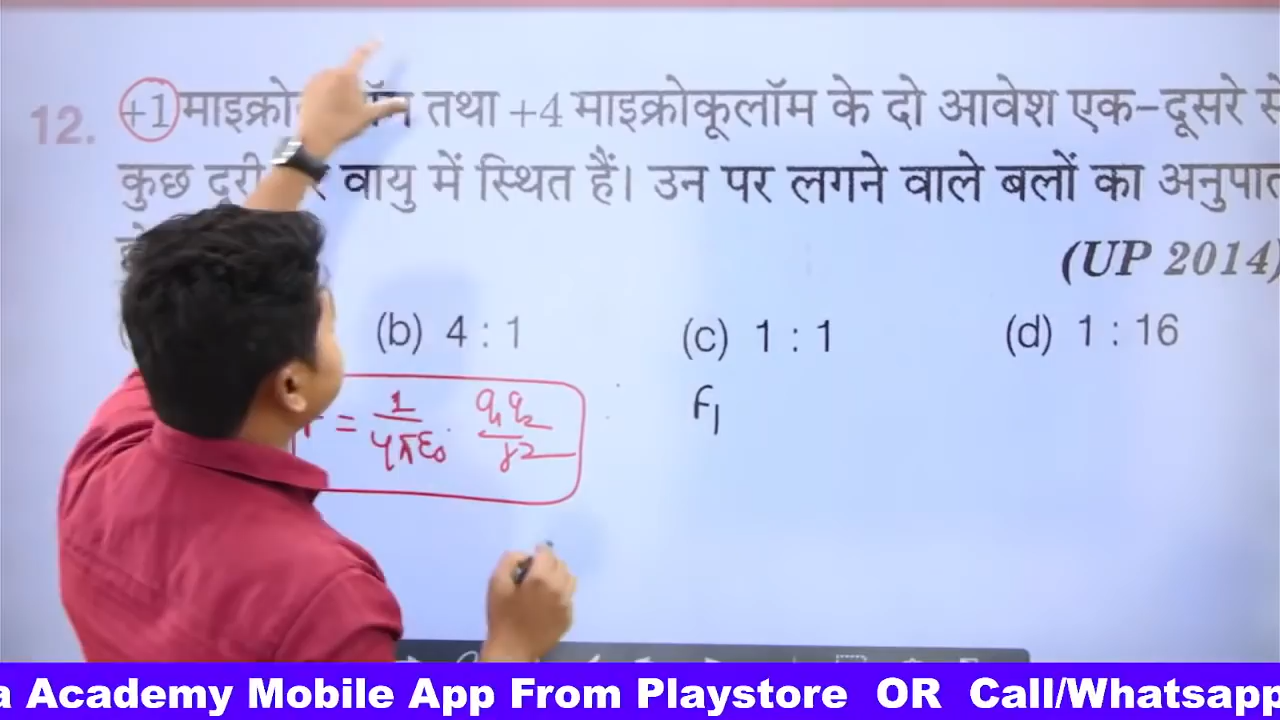 12. +1 माइक्रो तथा +4 माइक्रोकूलॉम के दो आवेश एक-दूसरे से
कुछ दूरी वायु में स्थित हैं। उन पर लगने वाले बलों का अनुपात
(UP 2014)
(b) 4 : 1 (c) 1 : 1 (d) 1 : 16
= 1/4πε₀ · q₁q₂/r²
F₁
a Academy Mobile App From Playstore OR Call/Whatsapp